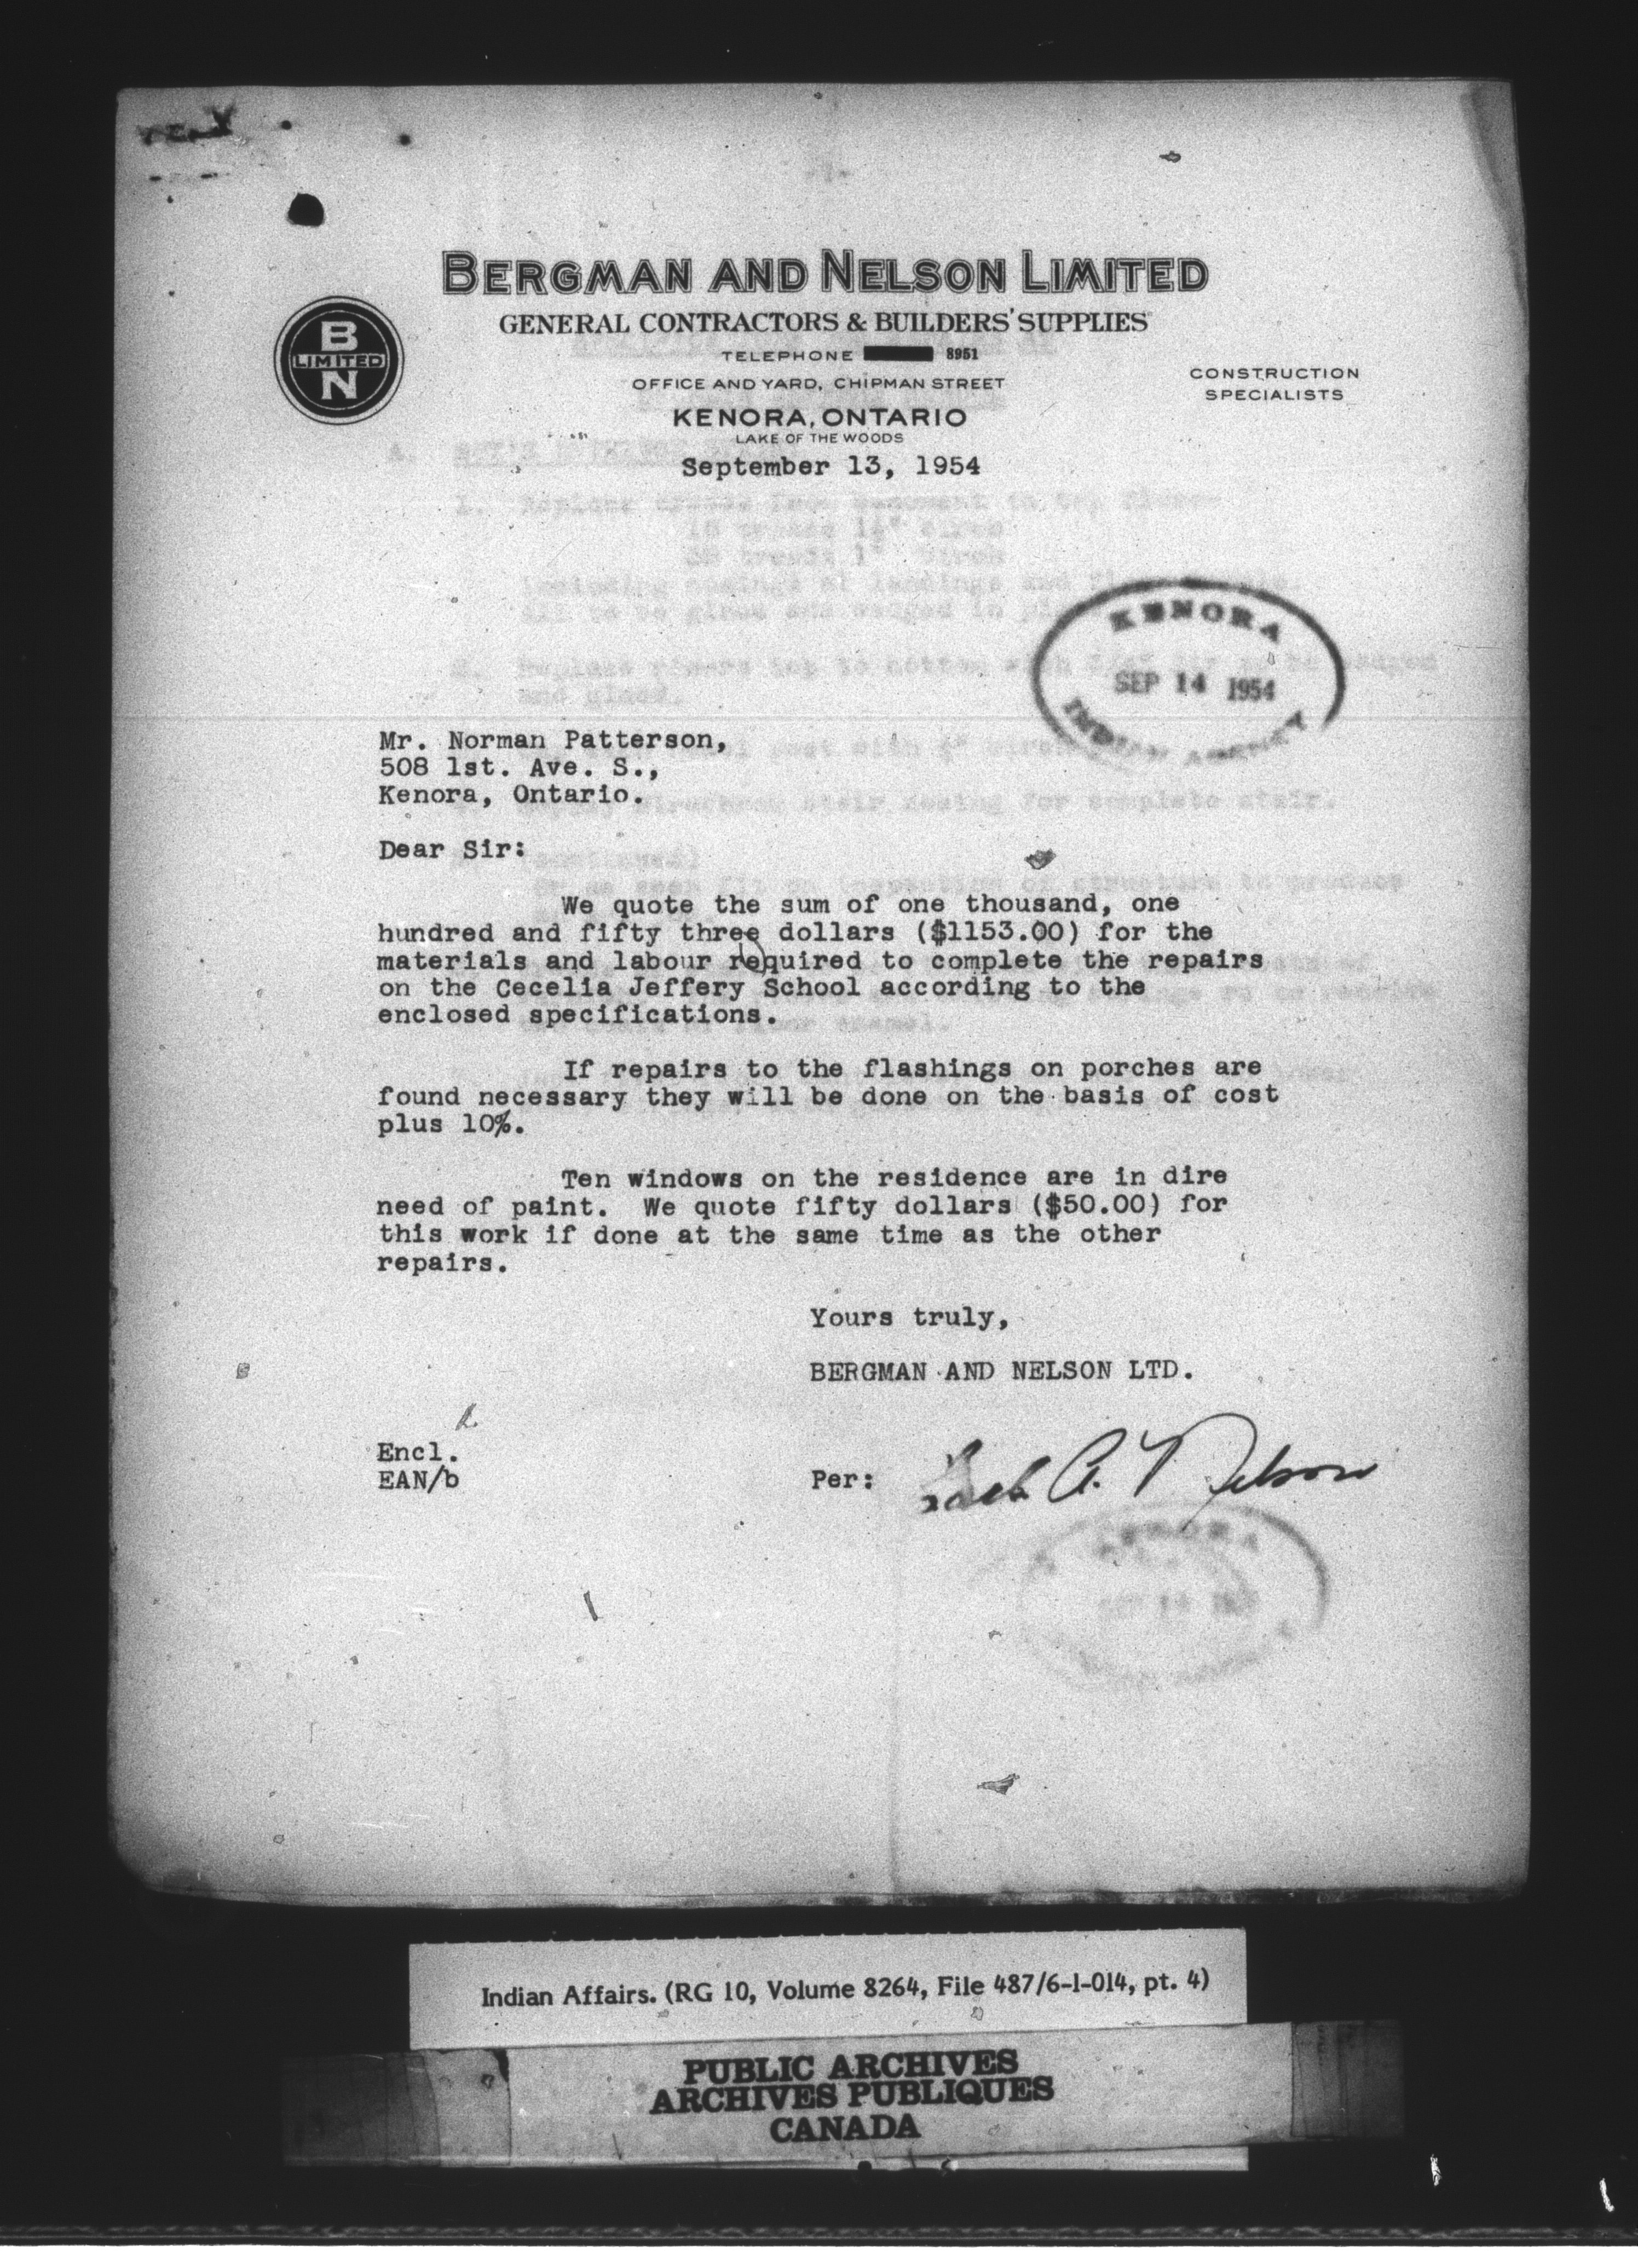 BERGMAN AND NELSON LIMITED
GENERAL CONTRACTORS & BUILDERS' SUPPLIES
B
LIMITED
N
TELEPHONE 8951
OFFICE AND YARD, CHIPMAN STREET
CONSTRUCTION
SPECIALISTS
KENORA, ONTARIO
LAKE OF THE WOODS
September 13, 1954
KENORA
SEP 14 1954
INDIAN AGENCY
Mr. Norman Patterson,
508 1st. Ave. S.,
Kenora, Ontario.
Dear Sir:
We quote the sum of one thousand, one
hundred and fifty three dollars ($1153.00) for the
materials and labour required to complete the repairs
on the Cecelia Jeffery School according to the
enclosed specifications.
If repairs to the flashings on porches are
found necessary they will be done on the basis of cost
plus 10%.
Ten windows on the residence are in dire
need of paint. We quote fifty dollars ($50.00) for
this work if done at the same time as the other
repairs.
Yours truly,
BERGMAN AND NELSON LTD.
Encl.
EAN/b
Per: A. Nelson
KENORA
Indian Affairs. (RG 10, Volume 8264, File 487/6-1-014, pt. 4)
PUBLIC ARCHIVES
ARCHIVES PUBLIQUES
CANADA